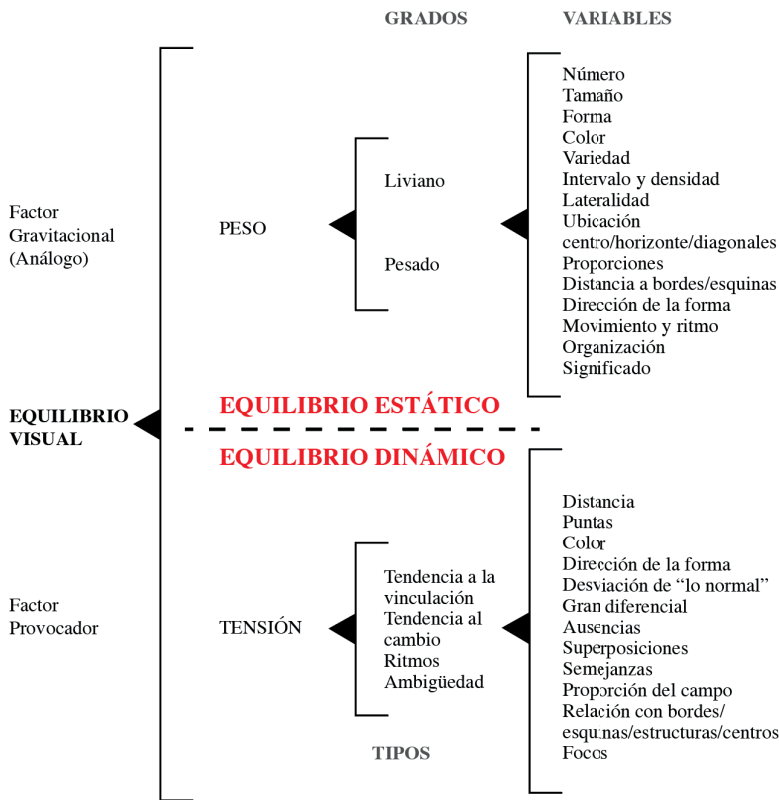 GRADOS
VARIABLES
Número
Tamaño
Forma
Color
Variedad
Intervalo y densidad
Lateralidad
Ubicación
centro/horizonte/diagonales
Proporciones
Distancia a bordes/esquinas
Dirección de la forma
Movimiento y ritmo
Organización
Significado
Liviano
Pesado
PESO
Factor
Gravitacional
(Análogo)
EQUILIBRIO
VISUAL
EQUILIBRIO ESTÁTICO
EQUILIBRIO DINÁMICO
Factor
Provocador
TENSIÓN
Tendencia a la
vinculación
Tendencia al
cambio
Ritmos
Ambigüedad
TIPOS
Distancia
Puntas
Color
Dirección de la forma
Desviación de “lo normal”
Gran diferencial
Ausencias
Superposiciones
Semejanzas
Proporción del campo
Relación con bordes/
esquinas/estructuras/centros
Focos